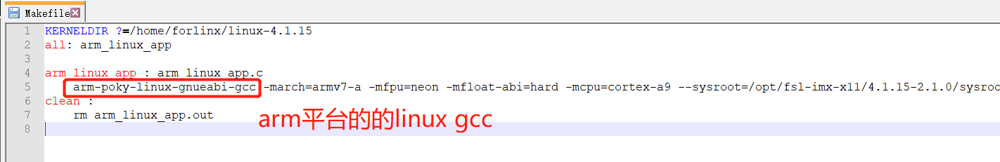 Makefile
1 KERNELDIR ?=/home/forlinx/linux-4.1.15
2 all: arm_linux_app
3
4 arm_linux_app : arm_linux_app.c
5 arm-poky-linux-gnueabi-gcc -march=armv7-a -mfpu=neon -mfloat-abi=hard -mcpu=cortex-a9 --sysroot=/opt/fsl-imx-x11/4.1.15-2.1.0/sysroo
6 clean :
7 rm arm_linux_app.out
arm平台的的linux gcc
8